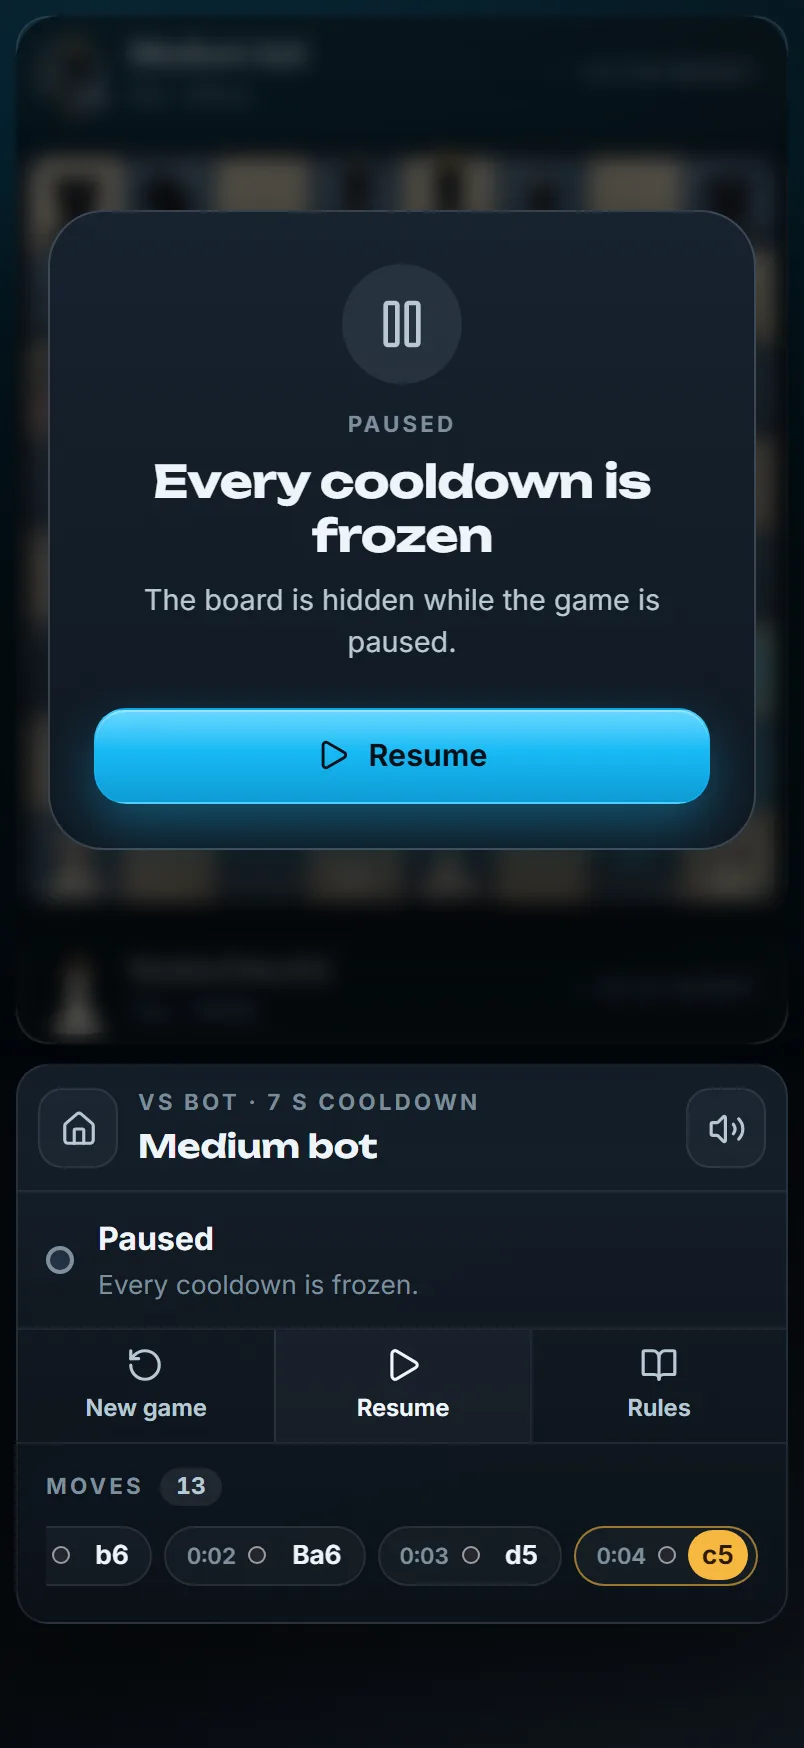 PAUSED
Every cooldown is
frozen
The board is hidden while the game is
paused.
Resume
VS BOT · 7 S COOLDOWN
Medium bot
Paused
Every cooldown is frozen.
New game
Resume
Rules
MOVES 13
b6 0:02 Ba6 0:03 d5 0:04 c5